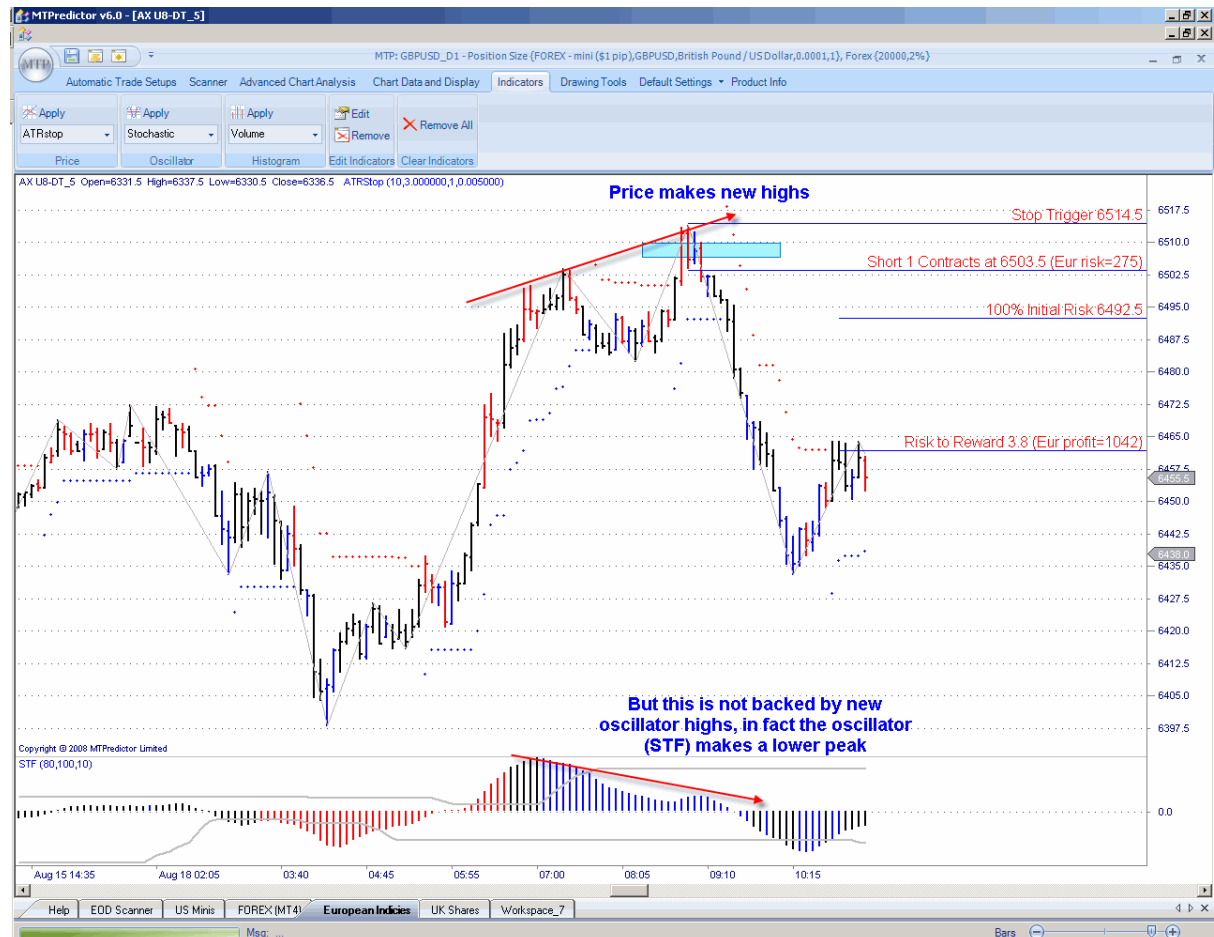 MTPredictor v6.0 - [AX U8-DT_5]
MTP
MTP: GBPUSD_D1 - Position Size {FOREX - mini ($1 pip),GBPUSD,British Pound / US Dollar,0.0001,1}, Forex {20000,2%}
Automatic Trade Setups Scanner Advanced Chart Analysis Chart Data and Display Indicators Drawing Tools Default Settings Product Info
Apply Apply Apply Edit
Remove All
ATRstop Stochastic Volume Remove
Price Oscillator Histogram Edit Indicators Clear Indicators
AX U8-DT_5 Open=6331.5 High=6337.5 Low=6330.5 Close=6336.5 ATRStop (10,3.000000,1,0.005000)
Price makes new highs
Stop Trigger 6514.5
6517.5
6510.0
Short 1 Contracts at 6503.5 (Eur risk=275)
6502.5
100% Initial Risk 6492.5
6495.0
6487.5
6480.0
6472.5
6465.0
Risk to Reward 3.8 (Eur profit=1042)
6457.5
6455.5
6450.0
6442.5
6438.0
6435.0
6427.5
6420.0
6412.5
6405.0
6397.5
But this is not backed by new
oscillator highs, in fact the oscillator
(STF) makes a lower peak
Copyright @ 2008 MTPredictor Limited
STF (80,100,10)
0.0
Aug 15 14:35 Aug 18 02:05 03:40 04:45 05:55 07:00 08:05 09:10 10:15
Help EOD Scanner US Minis FOREX (MT4) European Indicies UK Shares Workspace_7
Msg: ... Bars